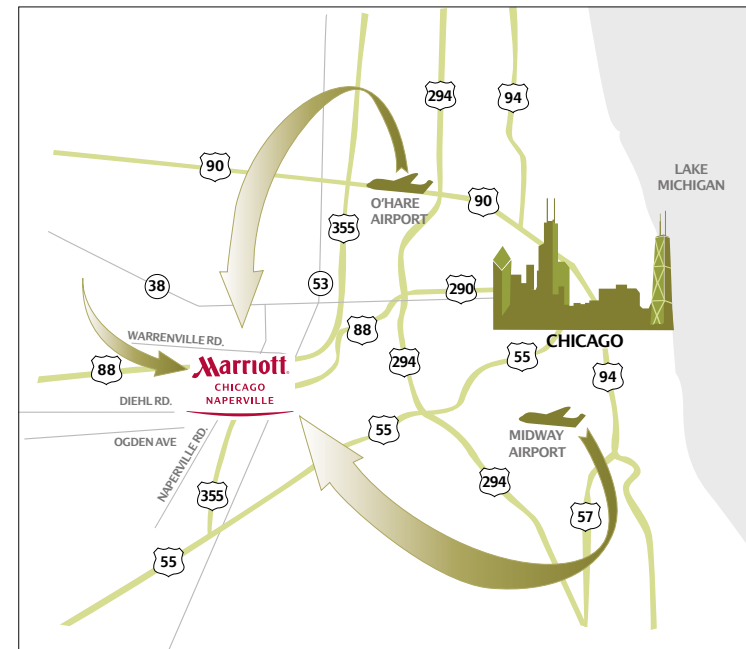 294
94
LAKE
MICHIGAN
90
O'HARE
AIRPORT
90
355
38
53
290
WARRENVILLE RD.
88
CHICAGO
88
Marriott
CHICAGO
NAPERVILLE
294
55
94
DIEHL RD.
OGDEN AVE
NAPERVILLE RD.
55
MIDWAY
AIRPORT
355
294
57
55